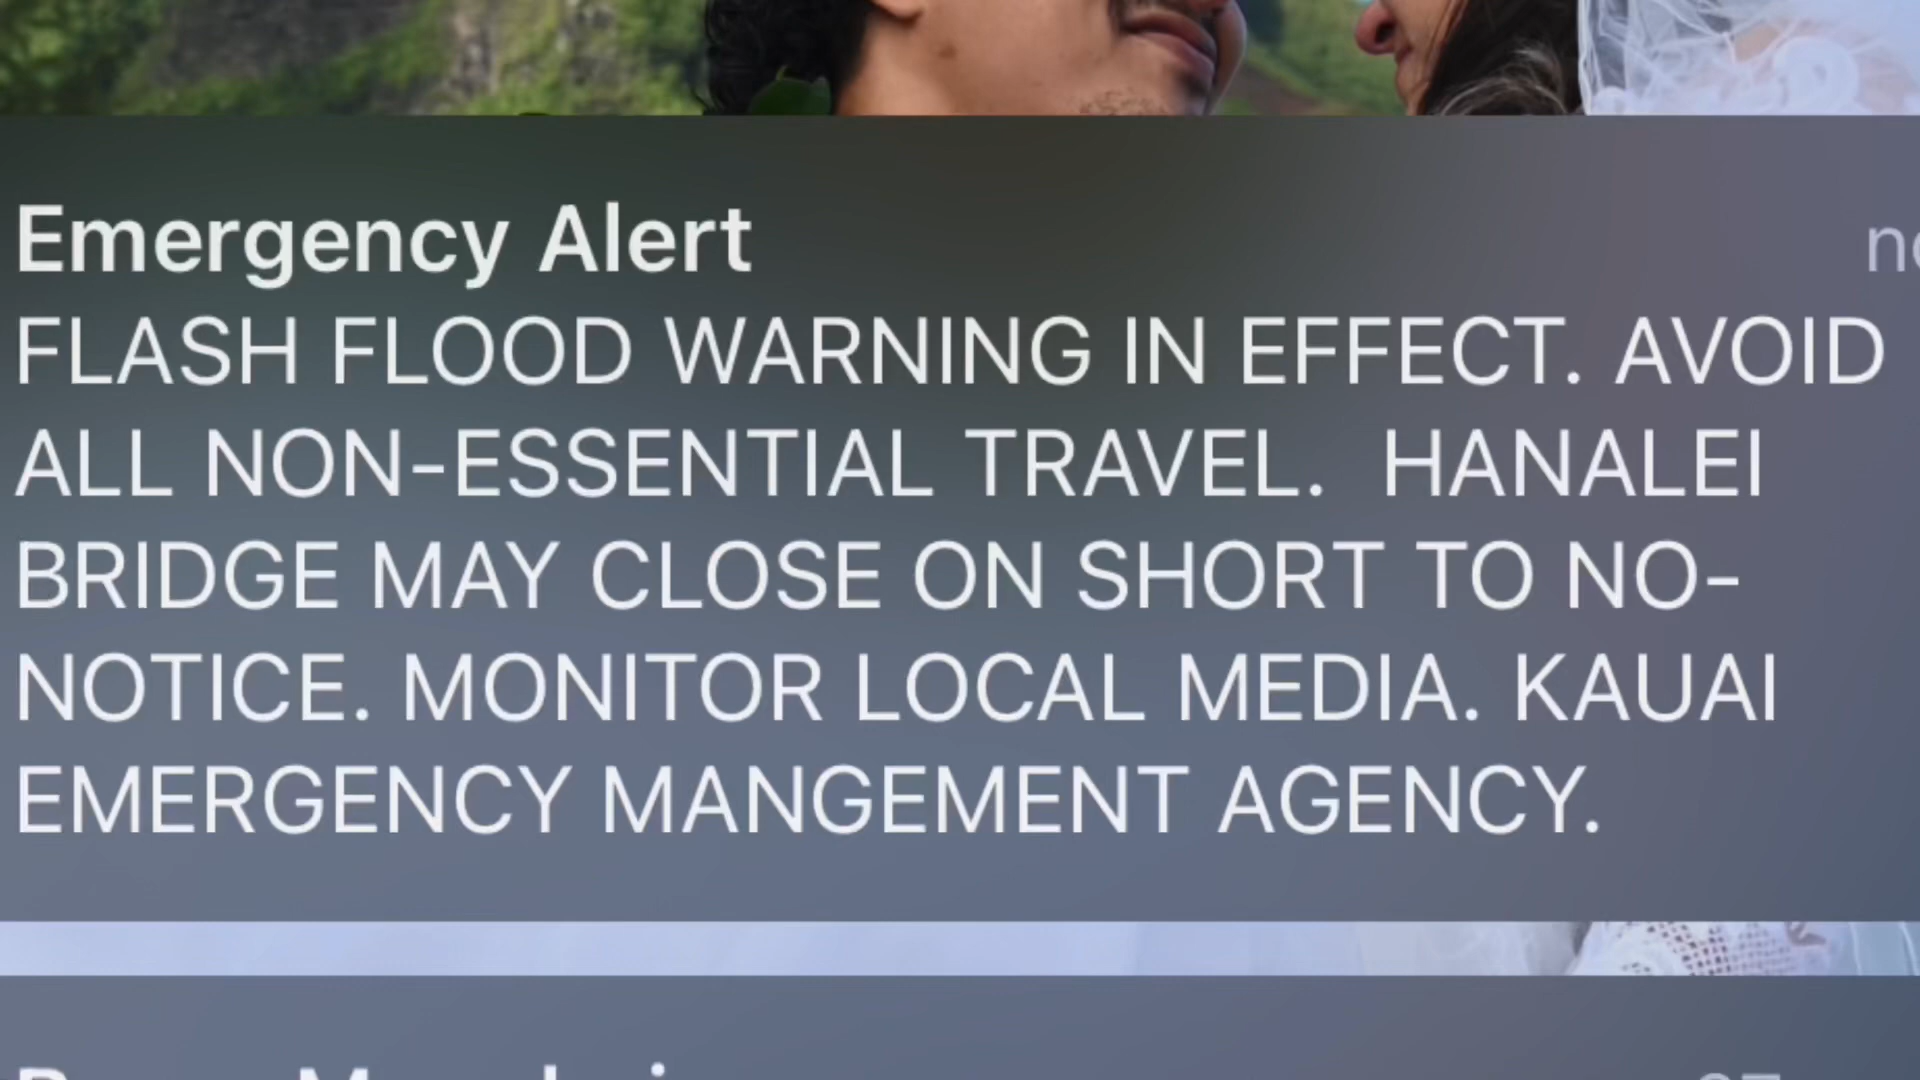 Emergency Alert
FLASH FLOOD WARNING IN EFFECT. AVOID
ALL NON-ESSENTIAL TRAVEL. HANALEI
BRIDGE MAY CLOSE ON SHORT TO NO-
NOTICE. MONITOR LOCAL MEDIA. KAUAI
EMERGENCY MANGEMENT AGENCY.